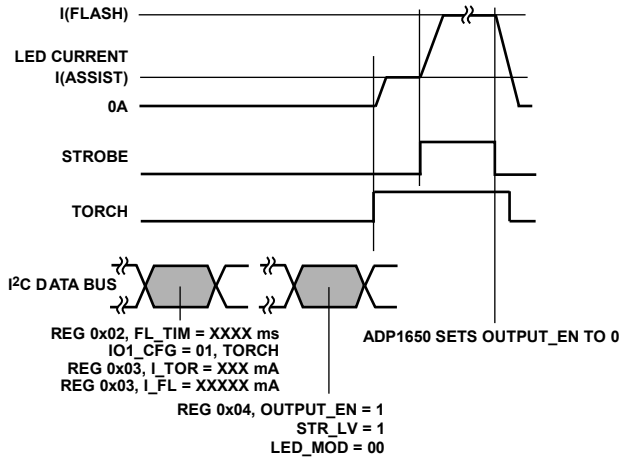 I(FLASH)
LED CURRENT
I(ASSIST)
0A
STROBE
TORCH
I²C DATA BUS
REG 0x02, FL_TIM = XXXX ms
IO1_CFG = 01, TORCH
REG 0x03, I_TOR = XXX mA
REG 0x03, I_FL = XXXXX mA
ADP1650 SETS OUTPUT_EN TO 0
REG 0x04, OUTPUT_EN = 1
STR_LV = 1
LED_MOD = 00